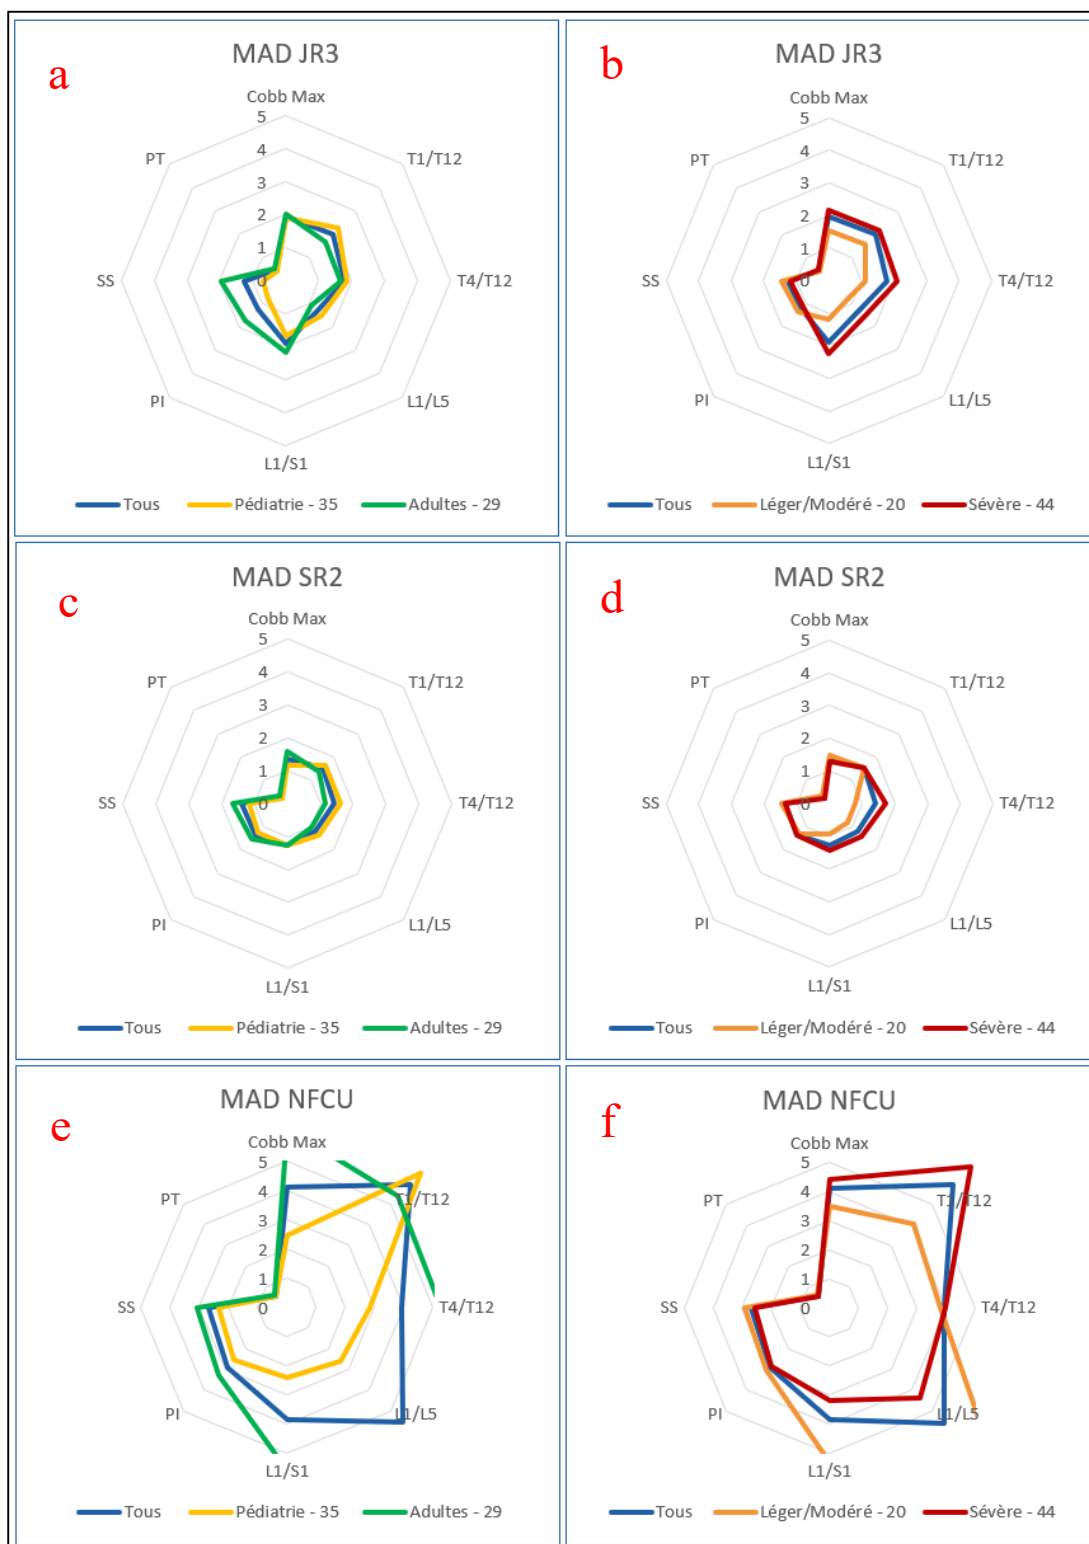 a
MAD JR3
Cobb Max
5
4
3
2
1
0
T1/T12
T4/T12
L1/L5
L1/S1
PI
SS
PT
Tous Pédiatrie - 35 Adultes - 29
b
MAD JR3
Cobb Max
5
4
3
2
1
0
T1/T12
T4/T12
L1/L5
L1/S1
PI
SS
PT
Tous Léger/Modéré - 20 Sévère - 44
c
MAD SR2
Cobb Max
5
4
3
2
1
0
T1/T12
T4/T12
L1/L5
L1/S1
PI
SS
PT
Tous Pédiatrie - 35 Adultes - 29
d
MAD SR2
Cobb Max
5
4
3
2
1
0
T1/T12
T4/T12
L1/L5
L1/S1
PI
SS
PT
Tous Léger/Modéré - 20 Sévère - 44
e
MAD NFCU
Cobb Max
5
4
3
2
1
0
T1/T12
T4/T12
L1/L5
L1/S1
PI
SS
PT
Tous Pédiatrie - 35 Adultes - 29
f
MAD NFCU
Cobb Max
5
4
3
2
1
0
T1/T12
T4/T12
L1/L5
L1/S1
PI
SS
PT
Tous Léger/Modéré - 20 Sévère - 44